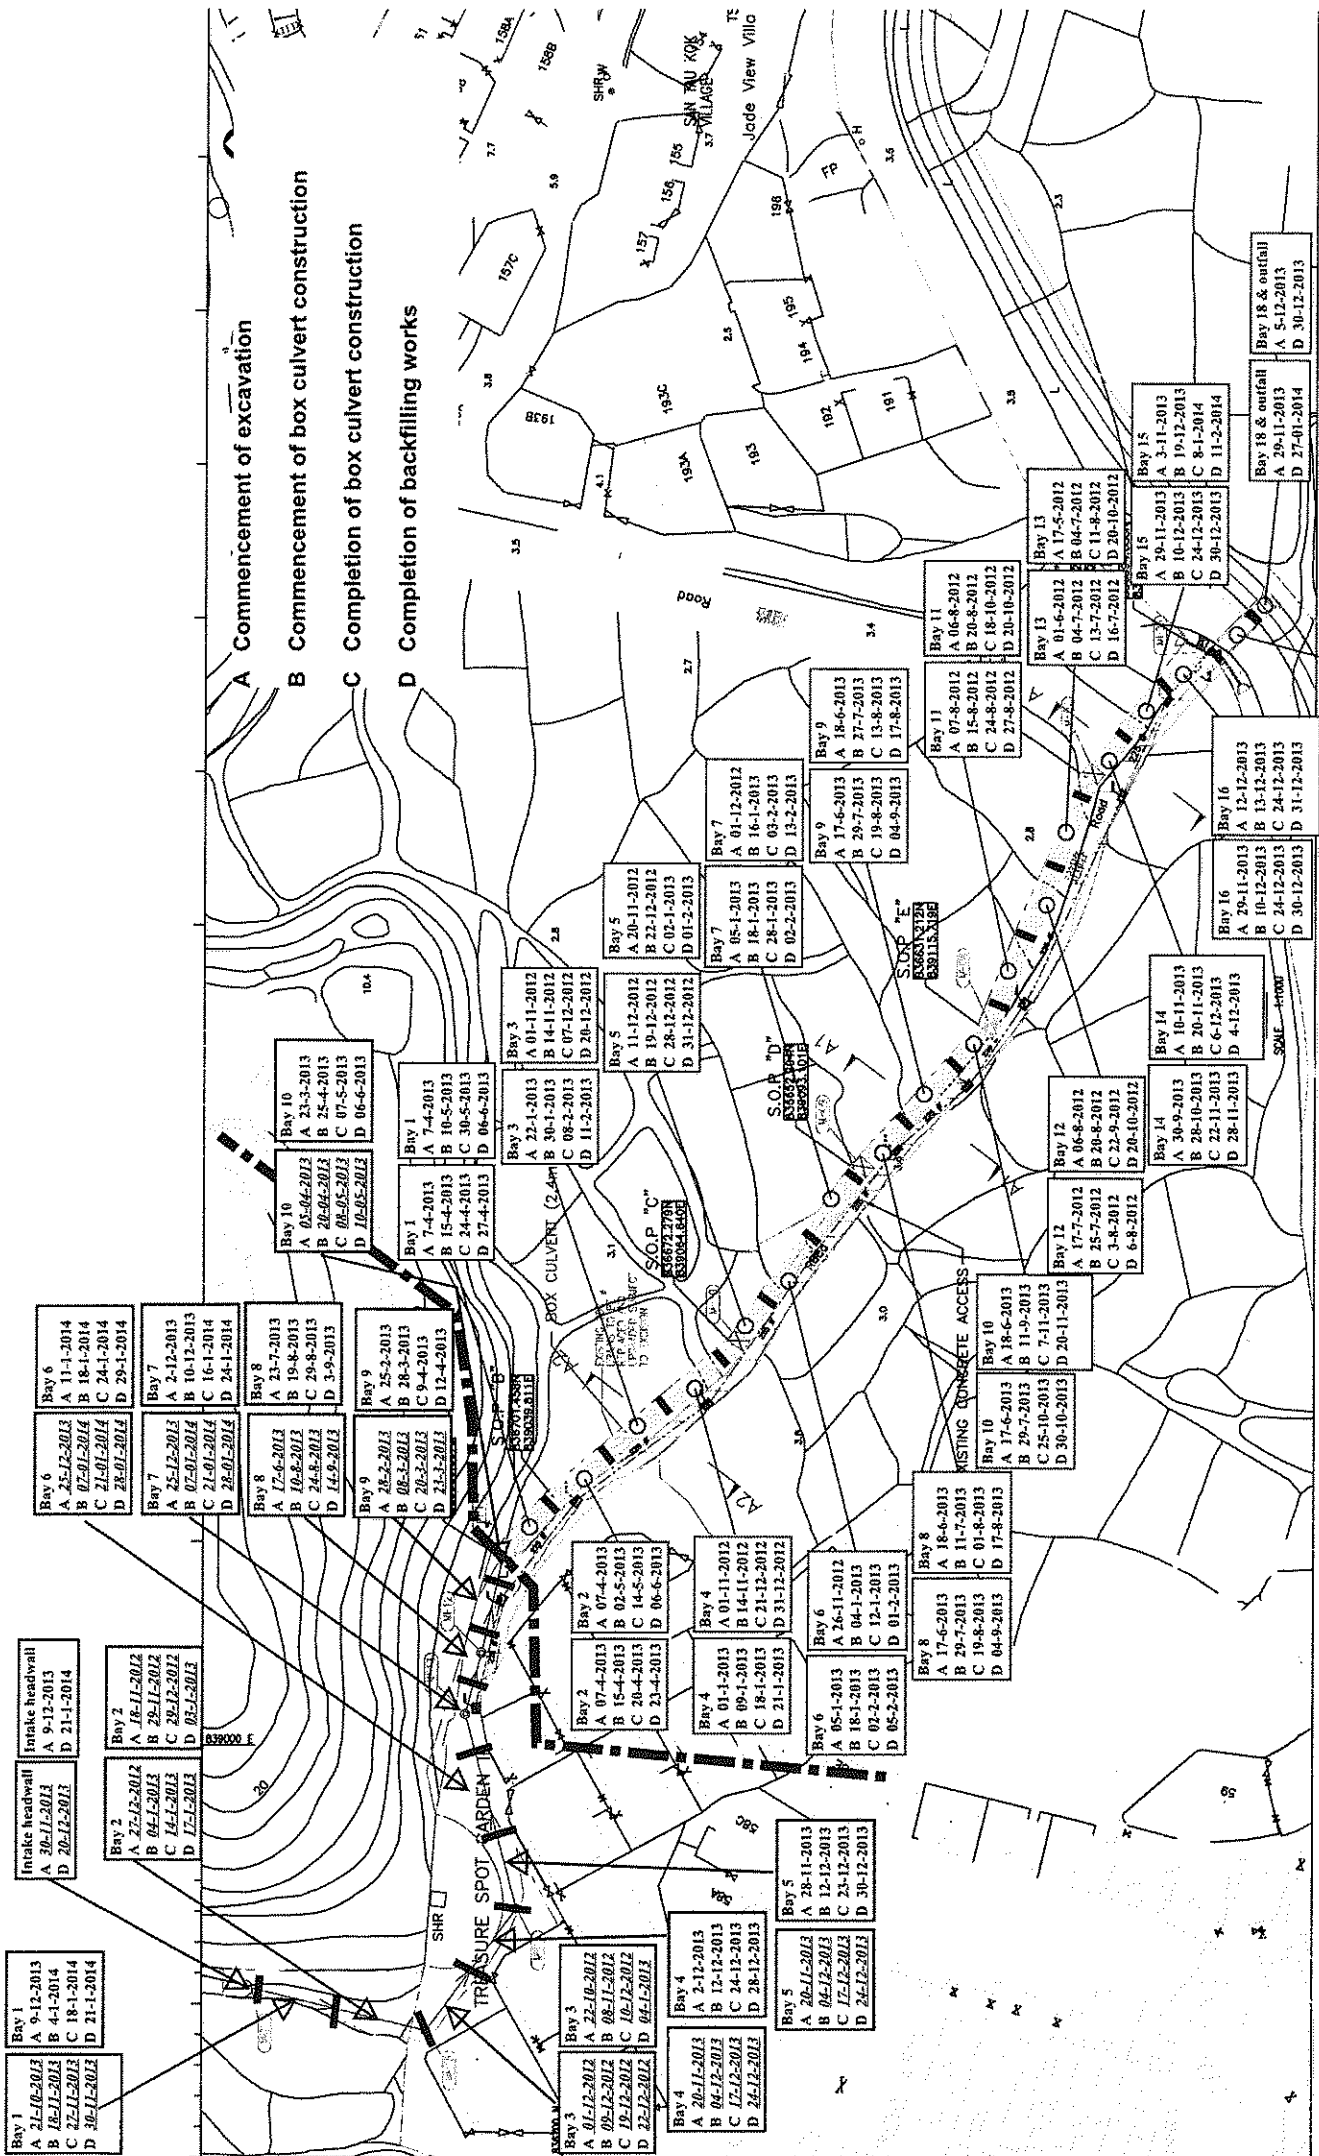 A Commencement of excavation
B Commencement of box culvert construction
C Completion of box culvert construction
D Completion of backfilling works
Bay 1
A 21-10-2013
B 18-11-2013
C 27-11-2013
D 30-11-2013
Bay 1
A 9-12-2013
B 4-1-2014
C 18-1-2014
D 21-1-2014
Intake headwall
A 30-11-2013
D 20-12-2013
Intake headwall
A 9-12-2013
D 21-1-2014
Bay 2
A 27-12-2012
B 04-1-2013
C 14-1-2013
D 17-1-2013
Bay 2
A 18-11-2012
B 29-11-2012
C 29-12-2012
D 03-1-2013
Bay 3
A 01-12-2012
B 09-12-2012
C 19-12-2012
D 22-12-2012
Bay 3
A 22-10-2012
B 08-11-2012
C 10-12-2012
D 04-1-2013
Bay 4
A 20-11-2013
B 04-12-2013
C 17-12-2013
D 24-12-2013
Bay 4
A 2-12-2013
B 12-12-2013
C 24-12-2013
D 28-12-2013
Bay 5
A 20-11-2013
B 04-12-2013
C 17-12-2013
D 24-12-2013
Bay 5
A 28-11-2013
B 12-12-2013
C 23-12-2013
D 30-12-2013
Bay 6
A 25-12-2013
B 07-01-2014
C 21-01-2014
D 28-01-2014
Bay 6
A 11-1-2014
B 18-1-2014
C 24-1-2014
D 29-1-2014
Bay 7
A 25-12-2013
B 07-01-2014
C 21-01-2014
D 28-01-2014
Bay 7
A 2-12-2013
B 10-12-2013
C 16-1-2014
D 24-1-2014
Bay 8
A 17-6-2013
B 10-8-2013
C 24-8-2013
D 14-9-2013
Bay 8
A 23-7-2013
B 19-8-2013
C 29-8-2013
D 3-9-2013
Bay 9
A 28-2-2013
B 08-3-2013
C 20-3-2013
D 23-3-2013
Bay 9
A 25-2-2013
B 28-3-2013
C 9-4-2013
D 12-4-2013
Bay 10
A 05-04-2013
B 20-04-2013
C 08-05-2013
D 10-05-2013
Bay 10
A 23-3-2013
B 25-4-2013
C 07-5-2013
D 06-6-2013
Bay 1
A 7-4-2013
B 15-4-2013
C 24-4-2013
D 27-4-2013
Bay 1
A 7-4-2013
B 10-5-2013
C 30-5-2013
D 06-6-2013
Bay 2
A 07-4-2013
B 15-4-2013
C 20-4-2013
D 23-4-2013
Bay 2
A 07-4-2013
B 02-5-2013
C 14-5-2013
D 06-6-2013
Bay 3
A 22-1-2013
B 30-1-2013
C 08-2-2013
D 11-2-2013
Bay 3
A 01-11-2012
B 14-11-2012
C 07-12-2012
D 20-12-2012
Bay 4
A 01-1-2013
B 09-1-2013
C 18-1-2013
D 21-1-2013
Bay 4
A 01-11-2012
B 14-11-2012
C 21-12-2012
D 31-12-2012
Bay 5
A 11-12-2012
B 19-12-2012
C 28-12-2012
D 31-12-2012
Bay 5
A 20-11-2012
B 22-12-2012
C 02-1-2013
D 01-2-2013
Bay 6
A 05-1-2013
B 18-1-2013
C 02-2-2013
D 05-2-2013
Bay 6
A 26-11-2012
B 04-1-2013
C 12-1-2013
D 01-2-2013
Bay 7
A 05-1-2013
B 18-1-2013
C 28-1-2013
D 02-2-2013
Bay 7
A 01-12-2012
B 16-1-2013
C 03-2-2013
D 13-2-2013
Bay 8
A 17-6-2013
B 29-7-2013
C 19-8-2013
D 04-9-2013
Bay 8
A 18-6-2013
B 11-7-2013
C 01-8-2013
D 17-8-2013
Bay 9
A 17-6-2013
B 29-7-2013
C 19-8-2013
D 04-9-2013
Bay 9
A 18-6-2013
B 27-7-2013
C 13-8-2013
D 17-8-2013
Bay 10
A 17-6-2013
B 29-7-2013
C 25-10-2013
D 30-10-2013
Bay 10
A 18-6-2013
B 11-9-2013
C 7-11-2013
D 20-11-2013
Bay 11
A 07-8-2012
B 15-8-2012
C 24-8-2012
D 27-8-2012
Bay 11
A 06-8-2012
B 20-8-2012
C 18-10-2012
D 20-10-2012
Bay 12
A 17-7-2012
B 25-7-2012
C 3-8-2012
D 6-8-2012
Bay 12
A 06-8-2012
B 20-8-2012
C 22-9-2012
D 20-10-2012
Bay 13
A 01-6-2012
B 04-7-2012
C 13-7-2012
D 16-7-2012
Bay 13
A 17-5-2012
B 04-7-2012
C 11-8-2012
D 20-10-2012
Bay 14
A 30-9-2013
B 28-10-2013
C 22-11-2013
D 28-11-2013
Bay 14
A 10-11-2013
B 20-11-2013
C 6-12-2013
D 4-12-2013
Bay 15
A 29-11-2013
B 10-12-2013
C 24-12-2013
D 30-12-2013
Bay 15
A 3-11-2013
B 19-12-2013
C 8-1-2014
D 11-2-2014
Bay 16
A 29-11-2013
B 10-12-2013
C 24-12-2013
D 30-12-2013
Bay 16
A 12-12-2013
B 13-12-2013
C 24-12-2013
D 31-12-2013
Bay 18 & outfall
A 29-11-2013
D 27-01-2014
Bay 18 & outfall
A 5-12-2013
D 30-12-2013
SHR
839000 E
20
10.4
S.O.P "B"
S.O.P "C"
S.O.P "D"
S.O.P "E"
BOX CULVERT
SCALE 1:1000
Road
Road
Jade View Villa
VILLAGE
SHRW
157C
158A
158B
155
156
157
193B
193A
193C
193
192
191
194
195
196
FP
58C
59
A1
A2